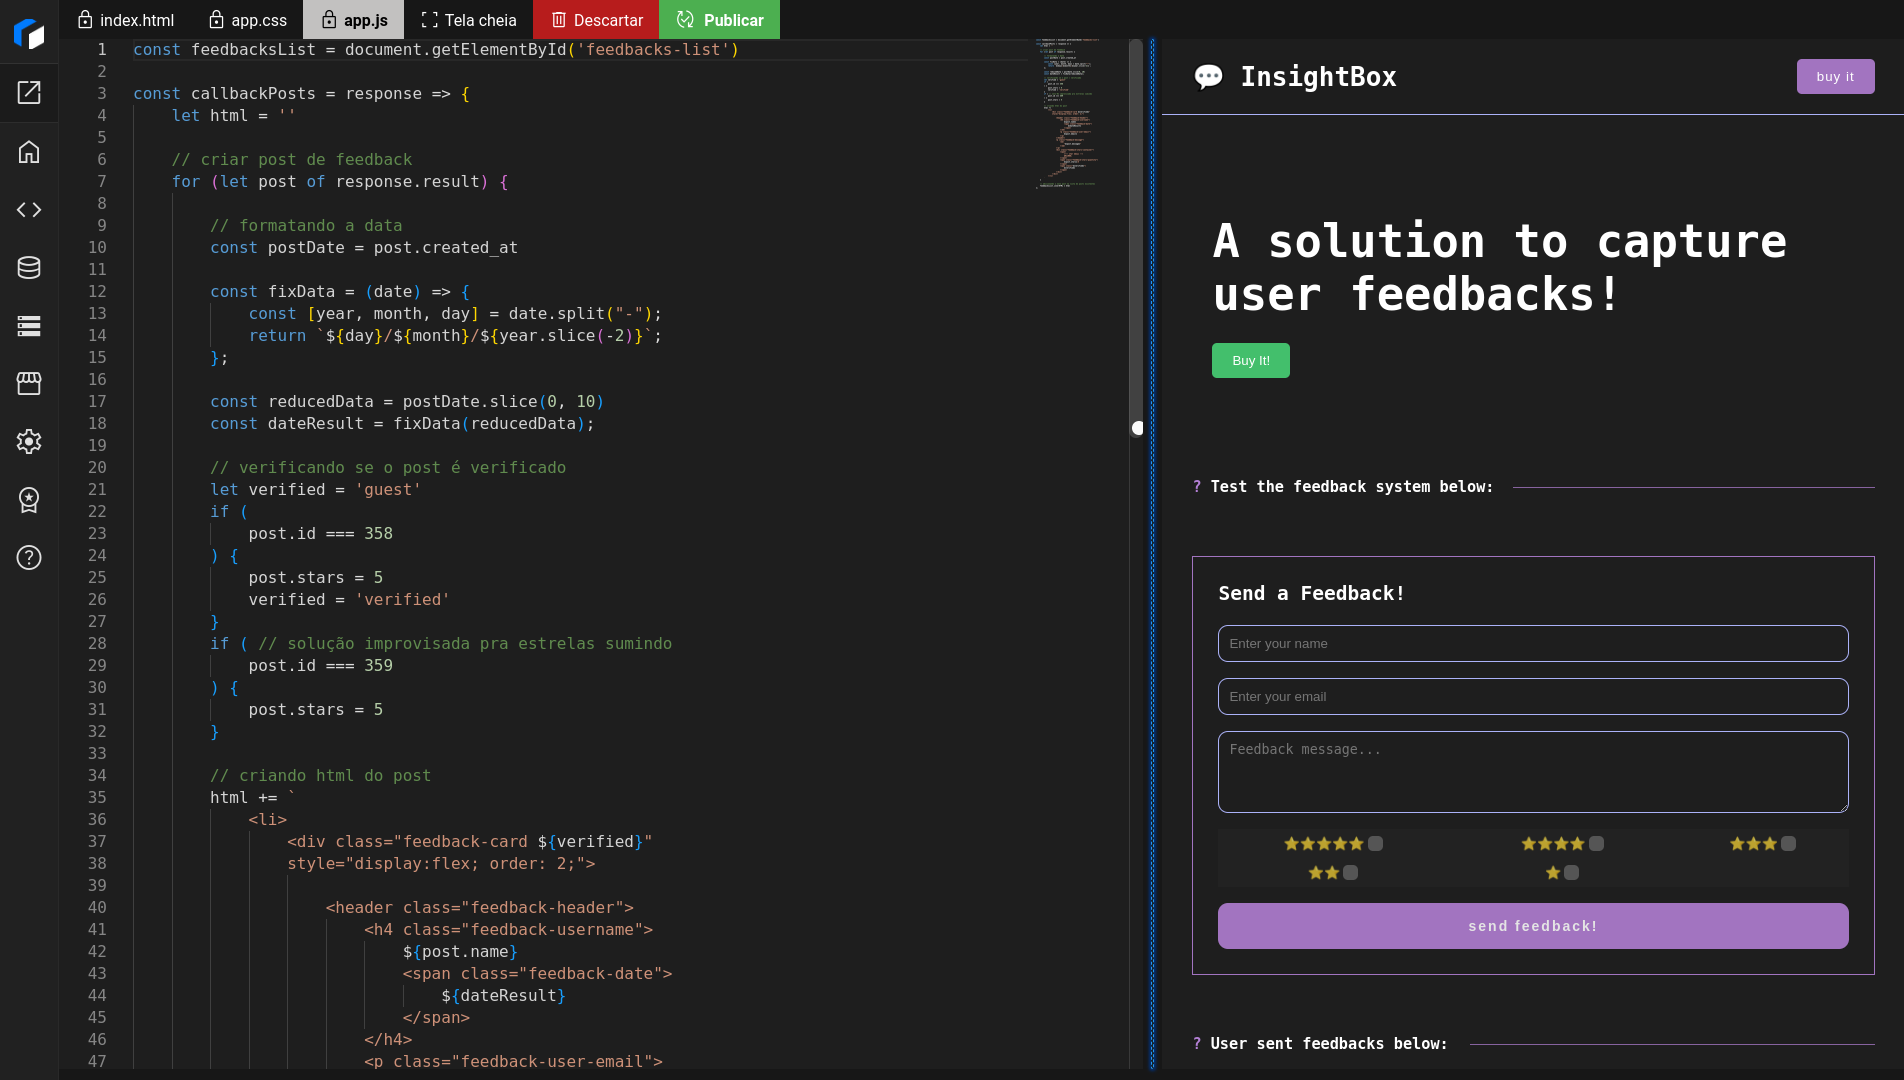 index.html app.css app.js Tela cheia Descartar Publicar
1 const feedbacksList = document.getElementById('feedbacks-list')
2
3 const callbackPosts = response => {
4 let html = ''
5
6 // criar post de feedback
7 for (let post of response.result) {
8
9 // formatando a data
10 const postDate = post.created_at
11
12 const fixData = (date) => {
13 const [year, month, day] = date.split("-");
14 return `${day}/${month}/${year.slice(-2)}`;
15 };
16
17 const reducedData = postDate.slice(0, 10)
18 const dateResult = fixData(reducedData);
19
20 // verificando se o post é verificado
21 let verified = 'guest'
22 if (
23 post.id === 358
24 ) {
25 post.stars = 5
26 verified = 'verified'
27 }
28 if ( // solução improvisada pra estrelas sumindo
29 post.id === 359
30 ) {
31 post.stars = 5
32 }
33
34 // criando html do post
35 html += `
36 <li>
37 <div class="feedback-card ${verified}"
38 style="display:flex; order: 2;">
39
40 <header class="feedback-header">
41 <h4 class="feedback-username">
42 ${post.name}
43 <span class="feedback-date">
44 ${dateResult}
45 </span>
46 </h4>
47 <p class="feedback-user-email">
InsightBox
buy it
A solution to capture
user feedbacks!
Buy It!
? Test the feedback system below:
Send a Feedback!
Enter your name
Enter your email
Feedback message...
send feedback!
? User sent feedbacks below: